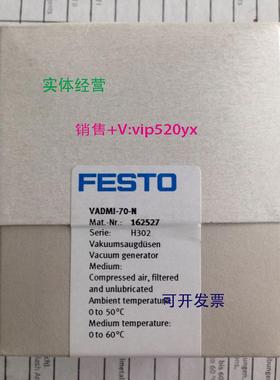 实体经营
销售+V:vip520yx
FESTO
VADMI-70-N
Mat.-Nr.: 162527
Serie: H302
Vakuumsaugdüsen
Vacuum generator
Medium:
Compressed air, filtered
and unlubricated
Ambient temperature:
0 to 50°C
可开发票
Medium temperature:
0 to 60°C